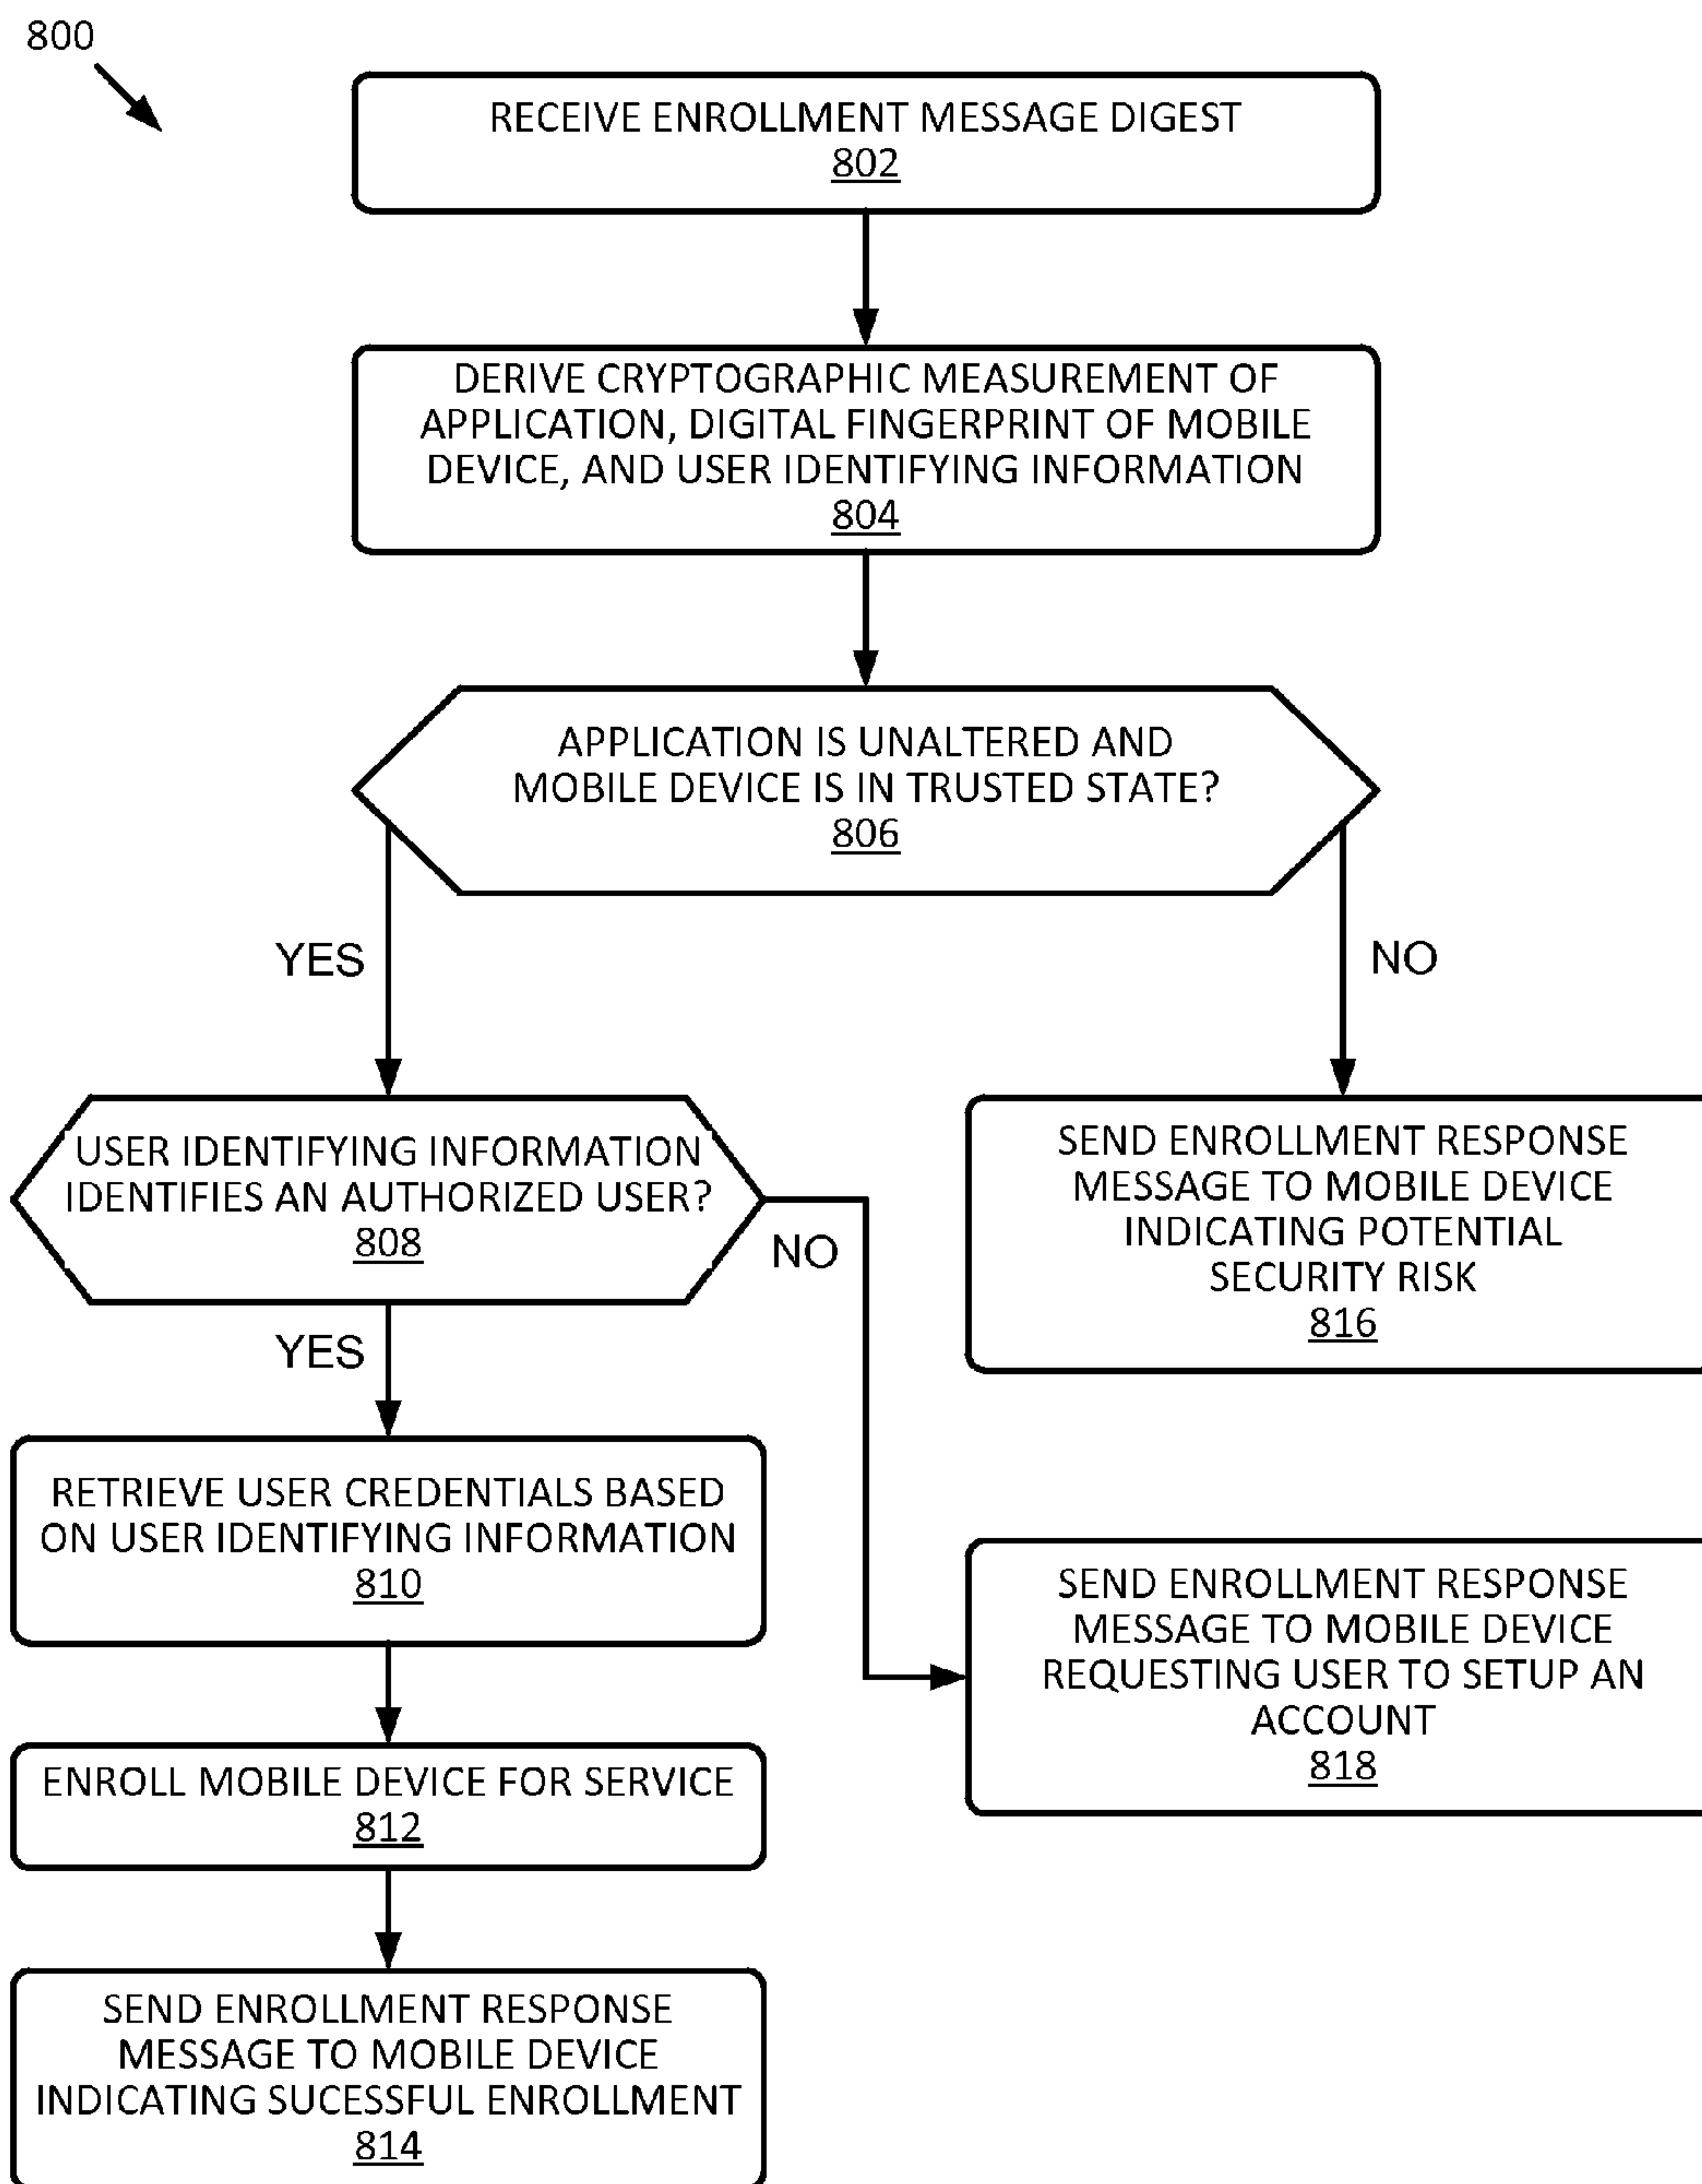 800
RECEIVE ENROLLMENT MESSAGE DIGEST
802
DERIVE CRYPTOGRAPHIC MEASUREMENT OF
APPLICATION, DIGITAL FINGERPRINT OF MOBILE
DEVICE, AND USER IDENTIFYING INFORMATION
804
APPLICATION IS UNALTERED AND
MOBILE DEVICE IS IN TRUSTED STATE?
806
YES
NO
USER IDENTIFYING INFORMATION
IDENTIFIES AN AUTHORIZED USER?
808
NO
YES
SEND ENROLLMENT RESPONSE
MESSAGE TO MOBILE DEVICE
INDICATING POTENTIAL
SECURITY RISK
816
RETRIEVE USER CREDENTIALS BASED
ON USER IDENTIFYING INFORMATION
810
SEND ENROLLMENT RESPONSE
MESSAGE TO MOBILE DEVICE
REQUESTING USER TO SETUP AN
ACCOUNT
818
ENROLL MOBILE DEVICE FOR SERVICE
812
SEND ENROLLMENT RESPONSE
MESSAGE TO MOBILE DEVICE
INDICATING SUCESSFUL ENROLLMENT
814